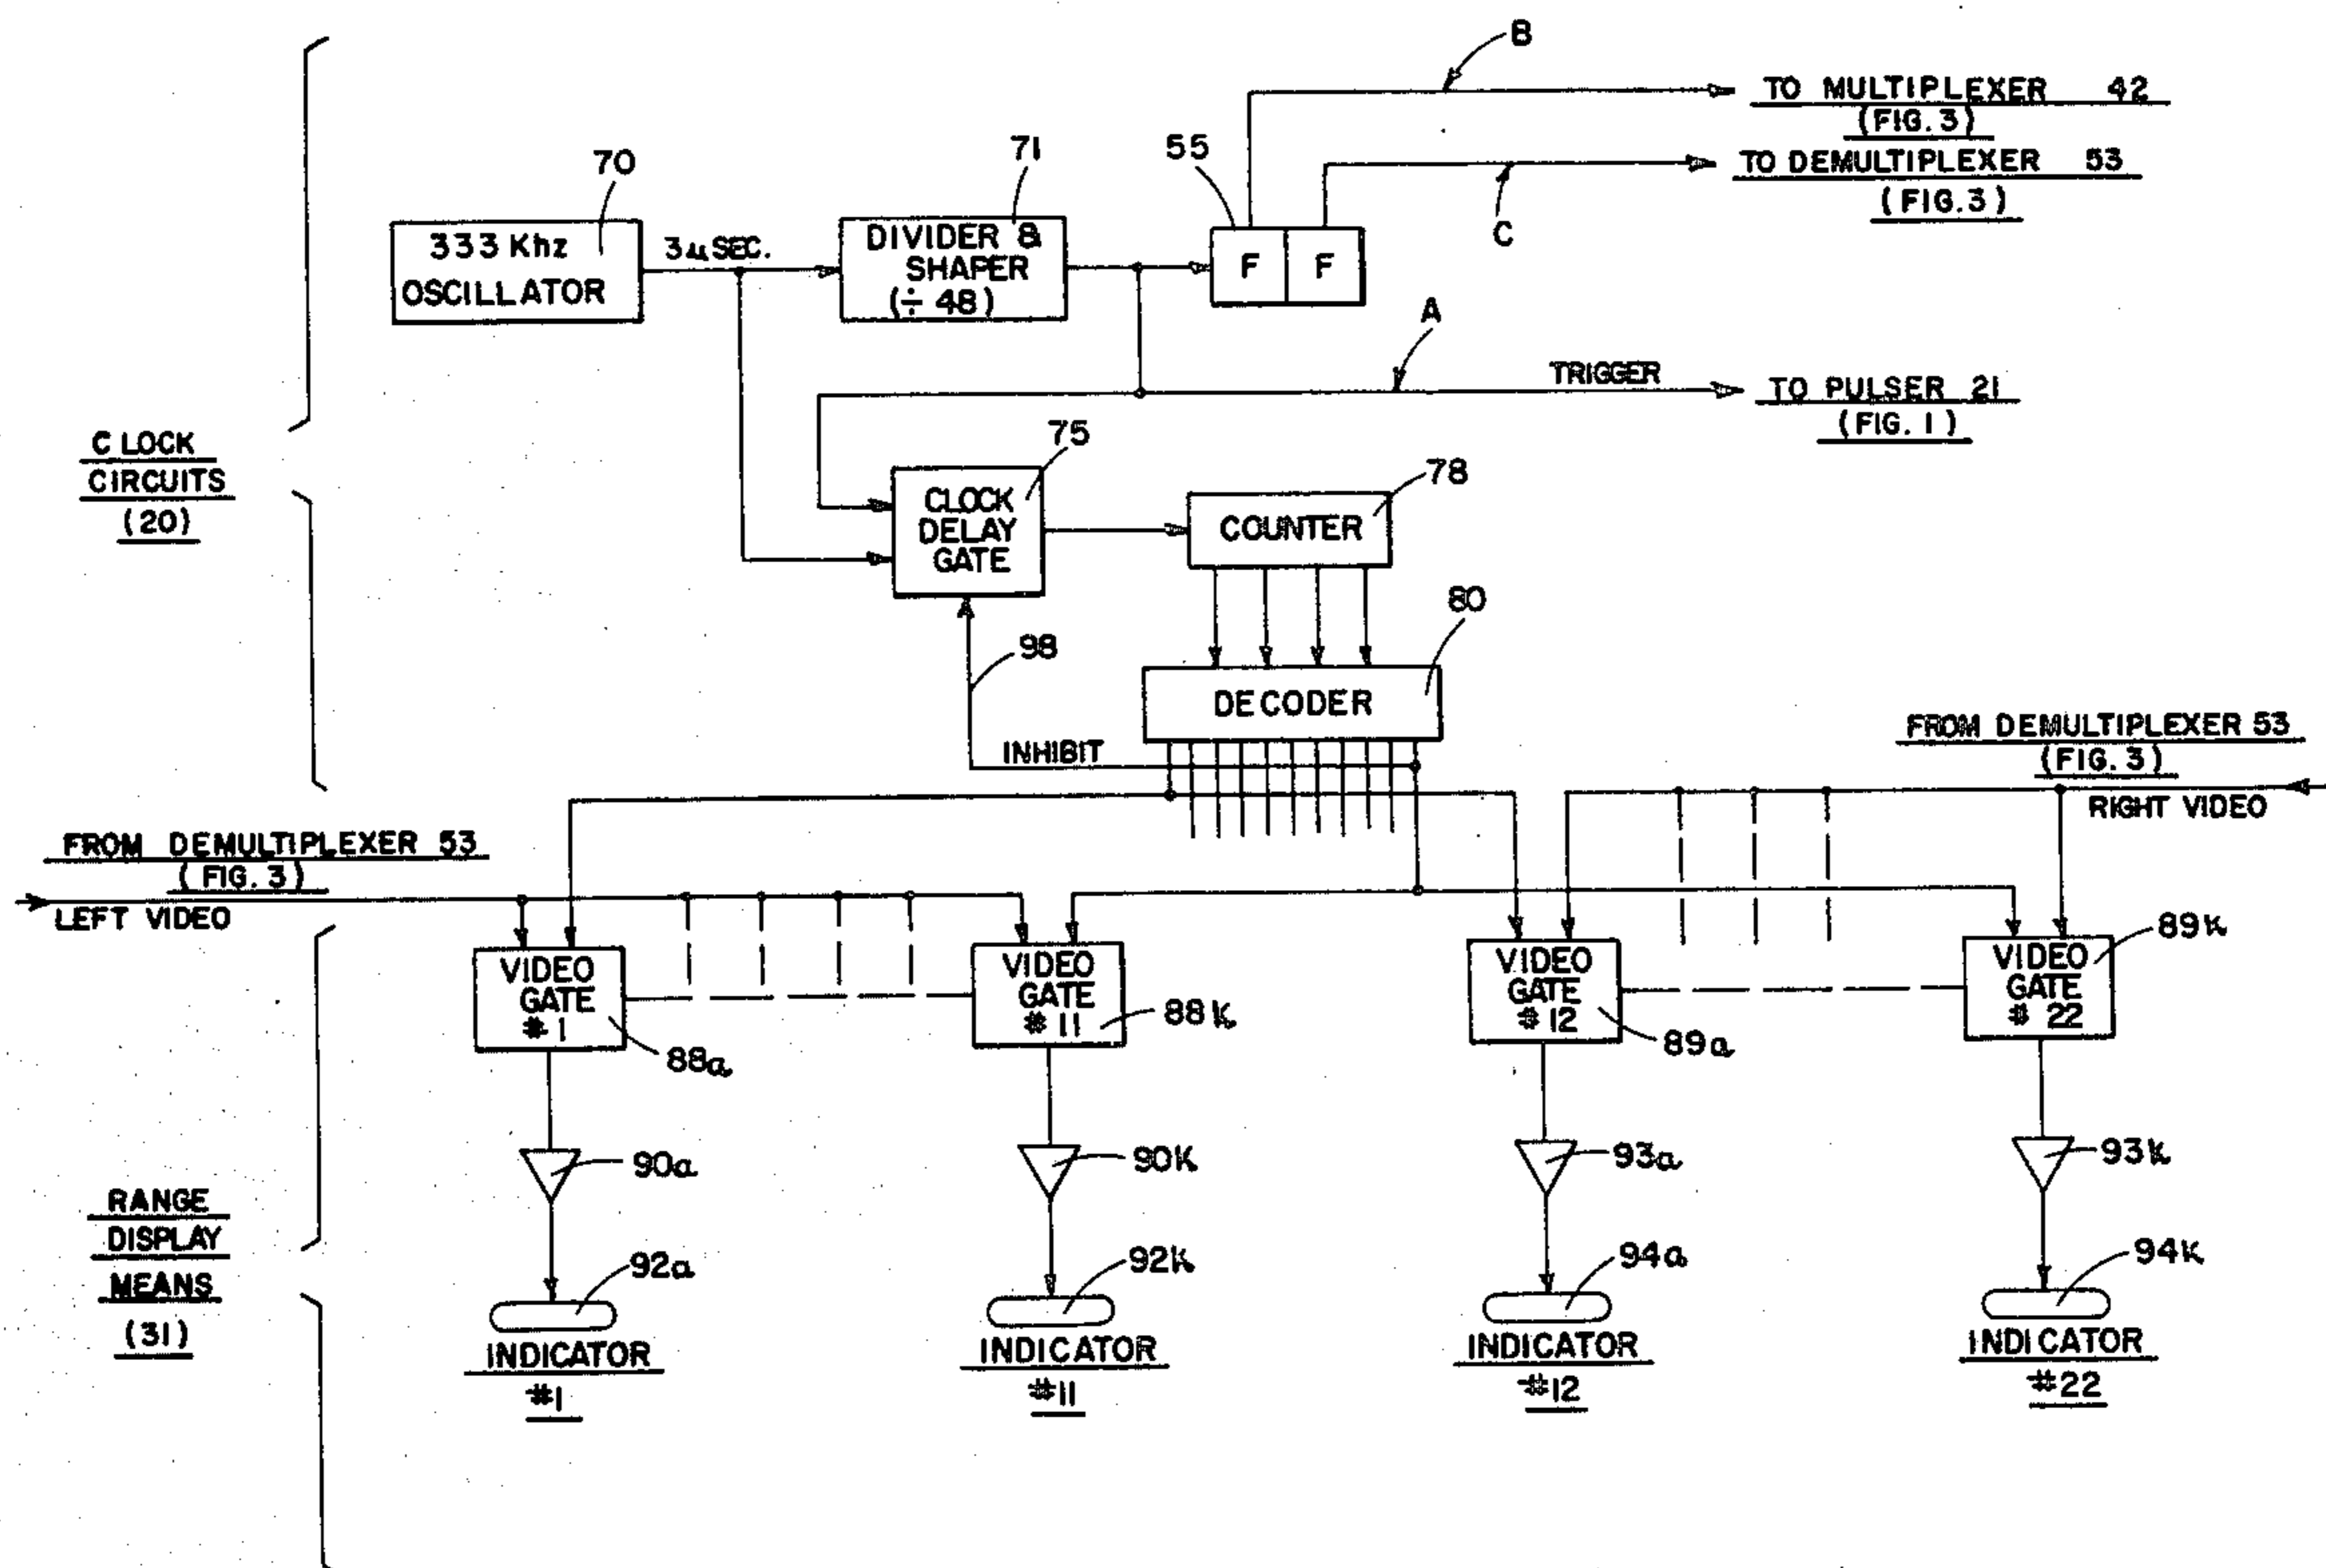 B
TO MULTIPLEXER 42
(FIG. 3)
TO DEMULTIPLEXER 53
(FIG. 3)
C
70
71
55
333 Khz
OSCILLATOR
3μSEC.
DIVIDER &
SHAPER
(÷ 48)
F F
A
TRIGGER
TO PULSER 21
(FIG. 1)
CLOCK
CIRCUITS
(20)
75
CLOCK
DELAY
GATE
78
COUNTER
80
DECODER
98
INHIBIT
FROM DEMULTIPLEXER 53
(FIG. 3)
RIGHT VIDEO
FROM DEMULTIPLEXER 53
(FIG. 3)
LEFT VIDEO
VIDEO
GATE
#1
88a
VIDEO
GATE
#11
88k
VIDEO
GATE
#12
89a
VIDEO
GATE
# 22
89k
90a
90k
93a
93k
RANGE
DISPLAY
MEANS
(31)
92a
92k
94a
94k
INDICATOR
#1
INDICATOR
#11
INDICATOR
#12
INDICATOR
#22